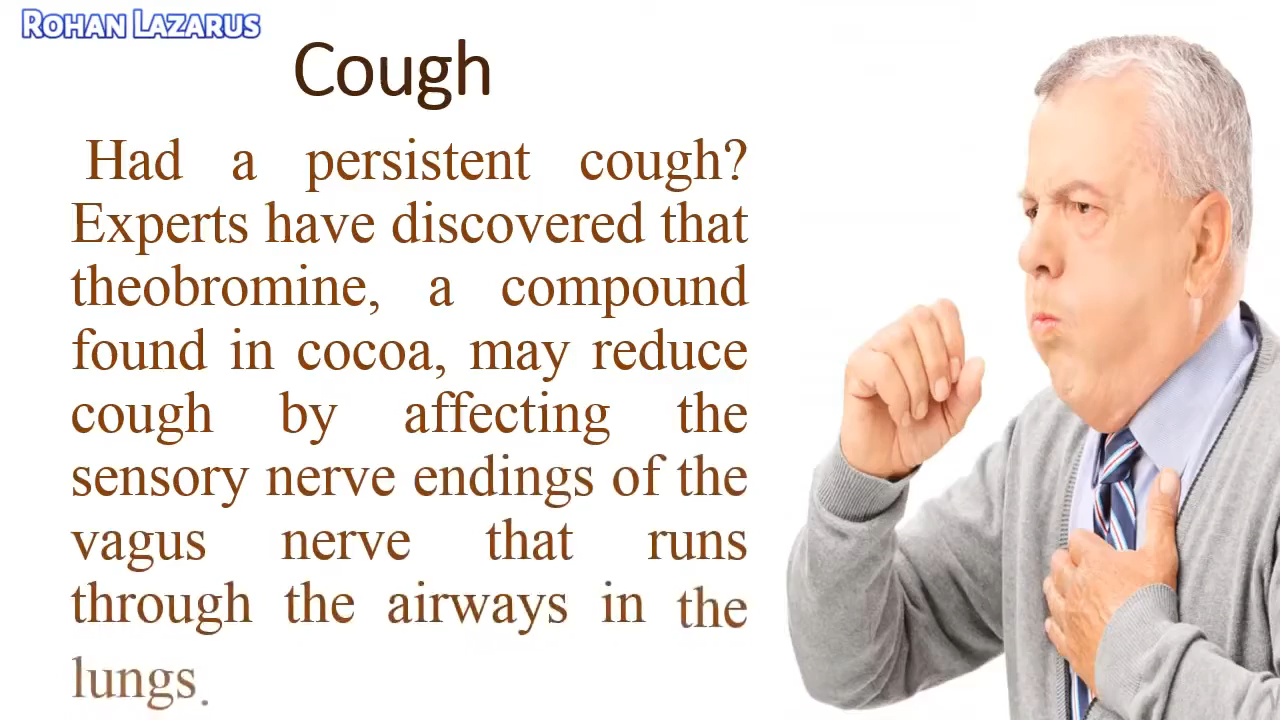 ROHAN LAZARUS
Cough
Had a persistent cough?
Experts have discovered that
theobromine, a compound
found in cocoa, may reduce
cough by affecting the
sensory nerve endings of the
vagus nerve that runs
through the airways in the
lungs.